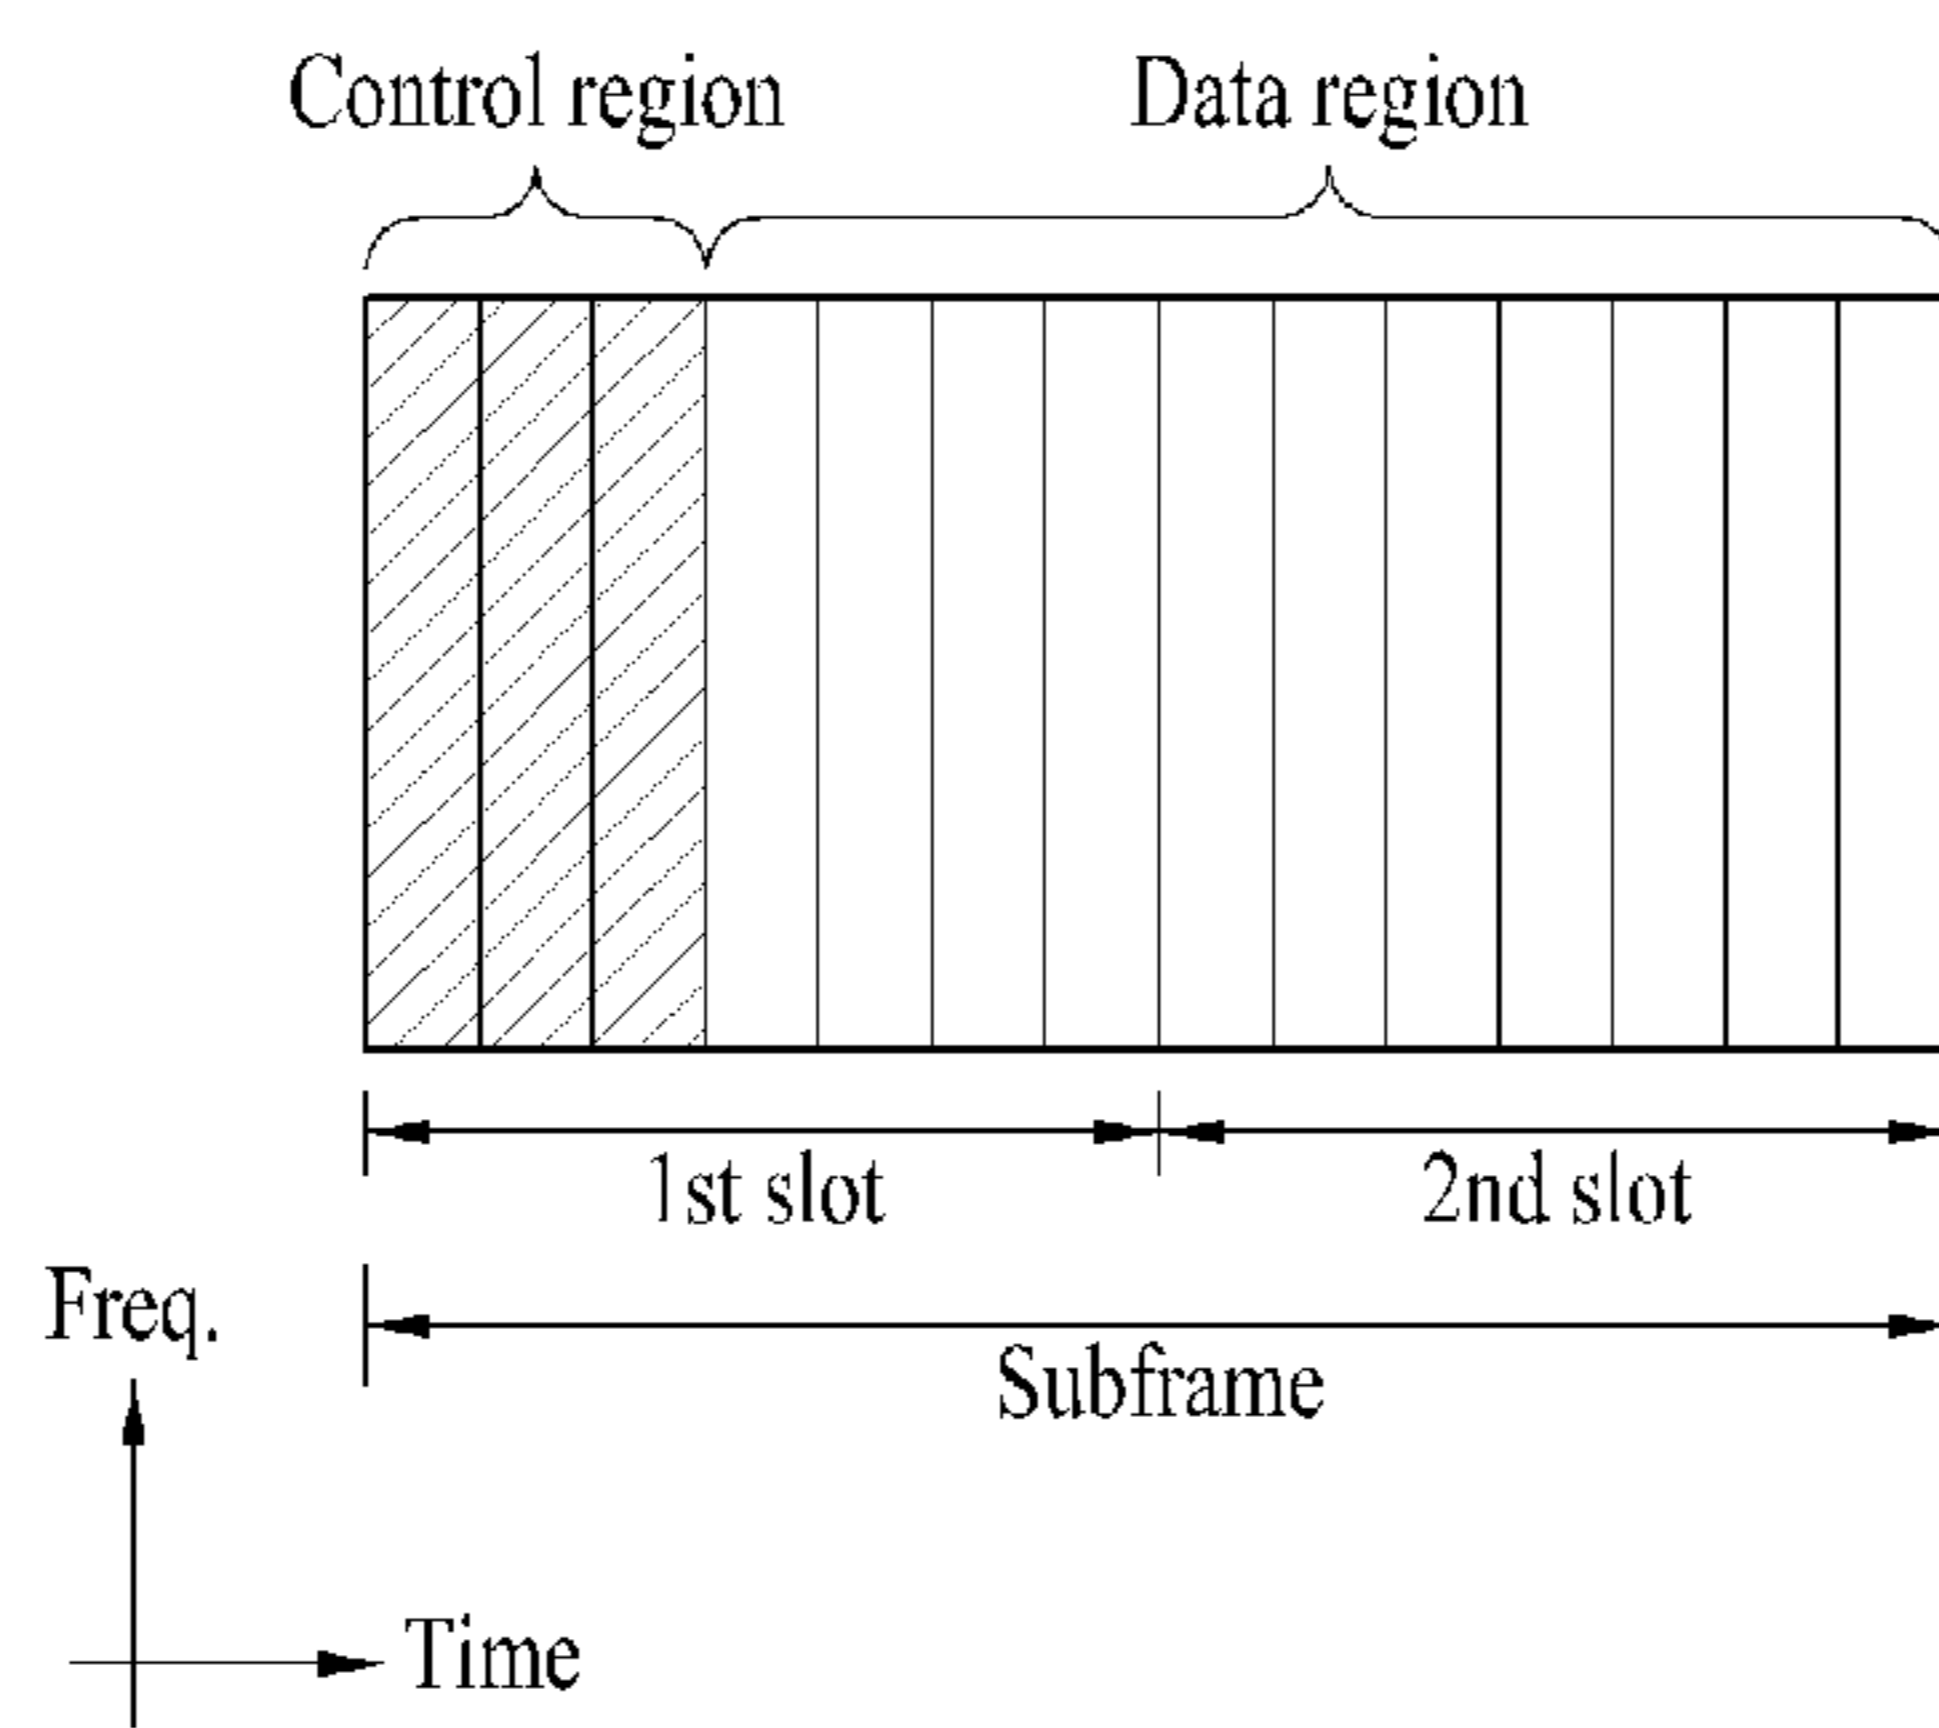 Control region
Data region
1st slot
2nd slot
Freq.
Subframe
Time